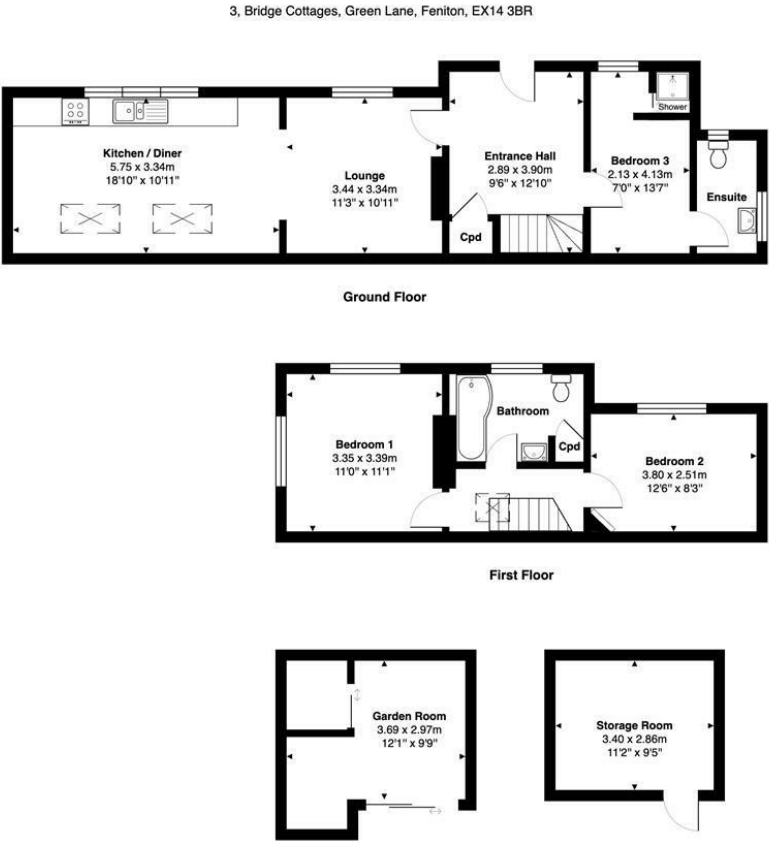 3, Bridge Cottages, Green Lane, Feniton, EX14 3BR
Shower
Kitchen / Diner
5.75 x 3.34m
18'10" x 10'11"
Lounge
3.44 x 3.34m
11'3" x 10'11"
Entrance Hall
2.89 x 3.90m
9'6" x 12'10"
Bedroom 3
2.13 x 4.13m
7'0" x 13'7"
Ensuite
Cpd
Ground Floor
Bathroom
Bedroom 1
3.35 x 3.39m
11'0" x 11'1"
Cpd
Bedroom 2
3.80 x 2.51m
12'6" x 8'3"
First Floor
Garden Room
3.69 x 2.97m
12'1" x 9'9"
Storage Room
3.40 x 2.86m
11'2" x 9'5"